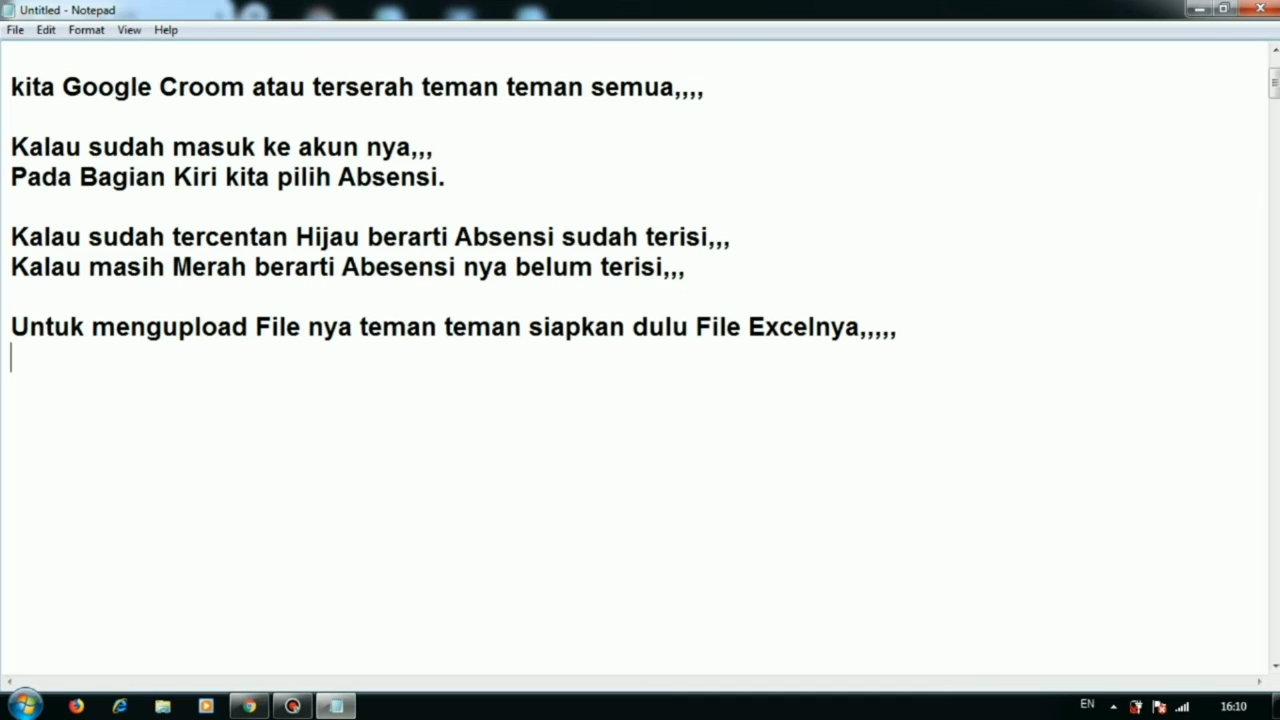 Untitled - Notepad
File Edit Format View Help
kita Google Croom atau terserah teman teman semua,,,,
Kalau sudah masuk ke akun nya,,,
Pada Bagian Kiri kita pilih Absensi.
Kalau sudah tercentan Hijau berarti Absensi sudah terisi,,,
Kalau masih Merah berarti Abesensi nya belum terisi,,,
Untuk mengupload File nya teman teman siapkan dulu File Excelnya,,,,,
EN 16:10